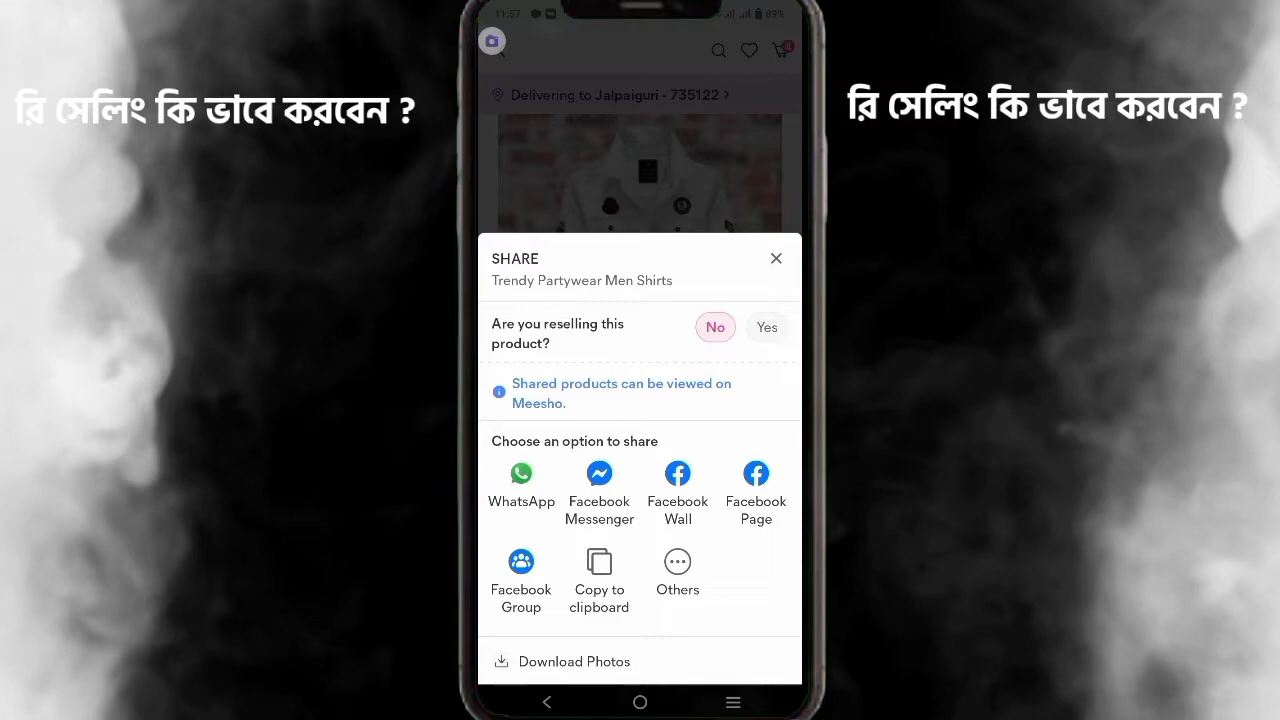 11:57
89%
4
Delivering to Jalpaiguri - 735122
রি সেলিং কি ভাবে করবেন ?
রি সেলিং কি ভাবে করবেন ?
SHARE
Trendy Partywear Men Shirts
Are you reselling this
product?
No
Yes
Shared products can be viewed on
Meesho.
Choose an option to share
WhatsApp
Facebook
Messenger
Facebook
Wall
Facebook
Page
Facebook
Group
Copy to
clipboard
Others
Download Photos